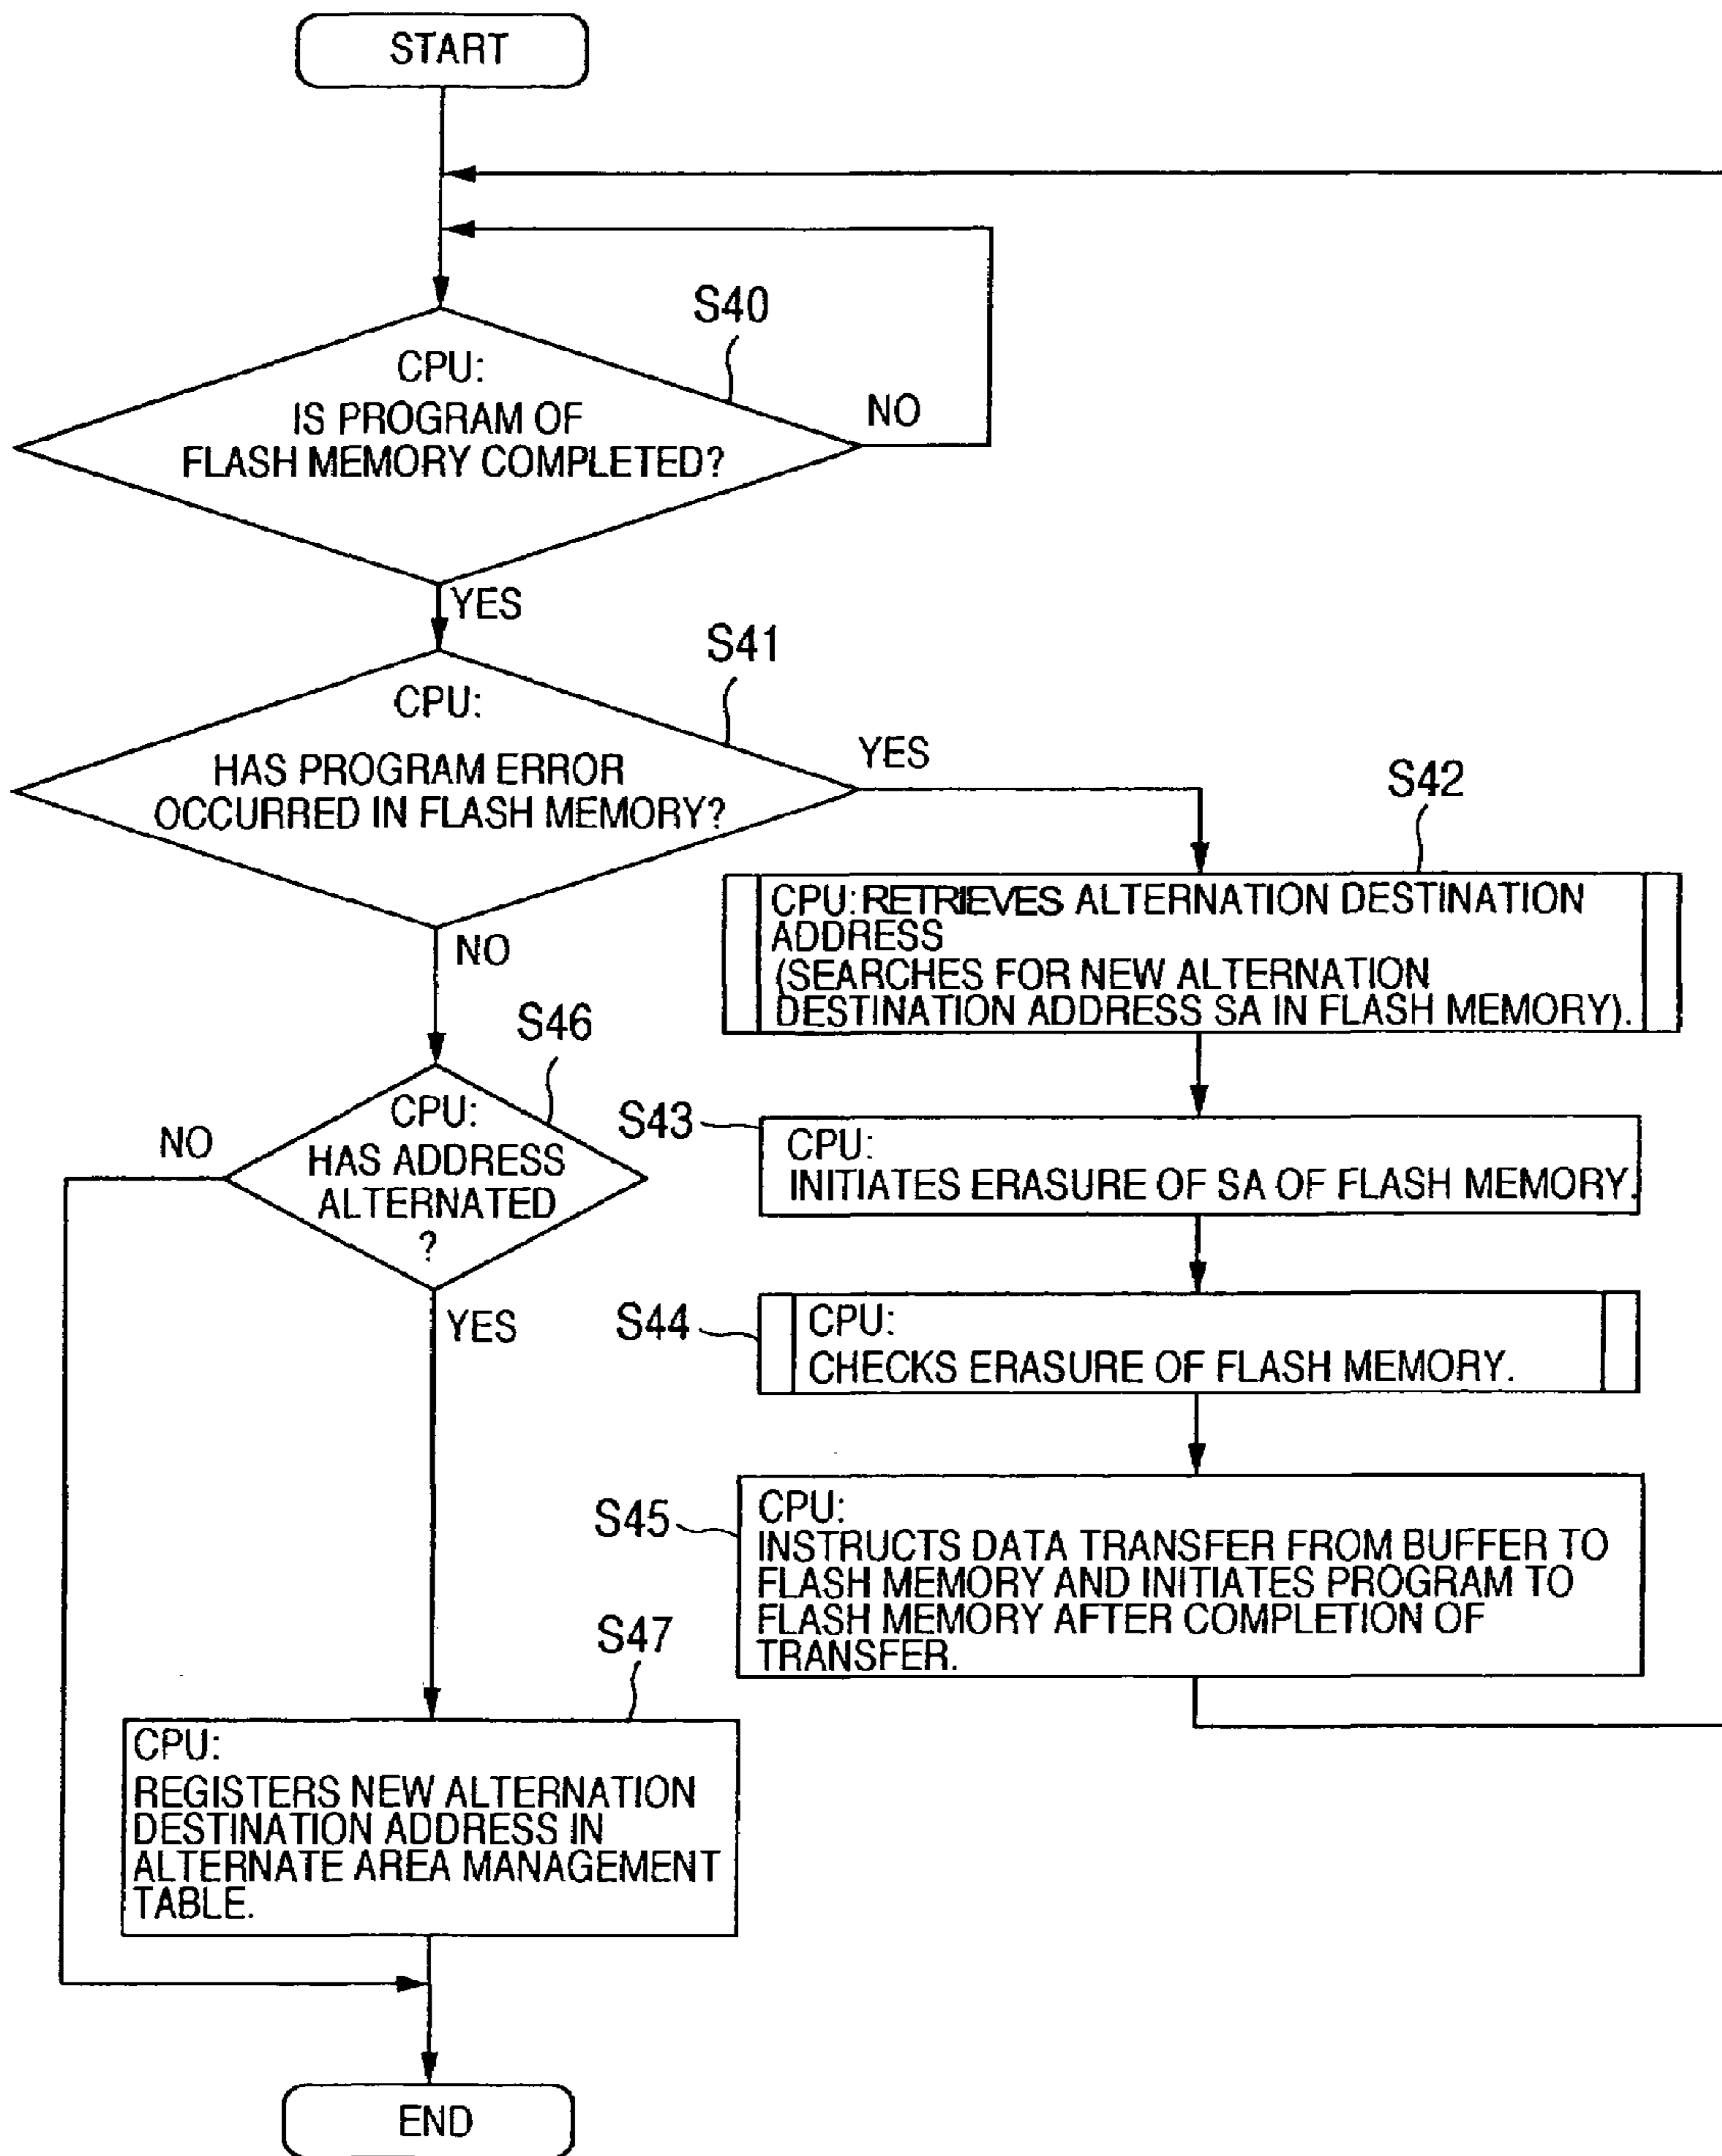 START
S40
CPU:
IS PROGRAM OF
FLASH MEMORY COMPLETED?
NO
YES
S41
CPU:
HAS PROGRAM ERROR
OCCURRED IN FLASH MEMORY?
YES
NO
S42
CPU: RETRIEVES ALTERNATION DESTINATION
ADDRESS
(SEARCHES FOR NEW ALTERNATION
DESTINATION ADDRESS SA IN FLASH MEMORY).
S43
CPU:
INITIATES ERASURE OF SA OF FLASH MEMORY.
S44
CPU:
CHECKS ERASURE OF FLASH MEMORY.
S45
CPU:
INSTRUCTS DATA TRANSFER FROM BUFFER TO
FLASH MEMORY AND INITIATES PROGRAM TO
FLASH MEMORY AFTER COMPLETION OF
TRANSFER.
S46
CPU:
HAS ADDRESS
ALTERNATED
?
NO
YES
S47
CPU:
REGISTERS NEW ALTERNATION
DESTINATION ADDRESS IN
ALTERNATE AREA MANAGEMENT
TABLE.
END